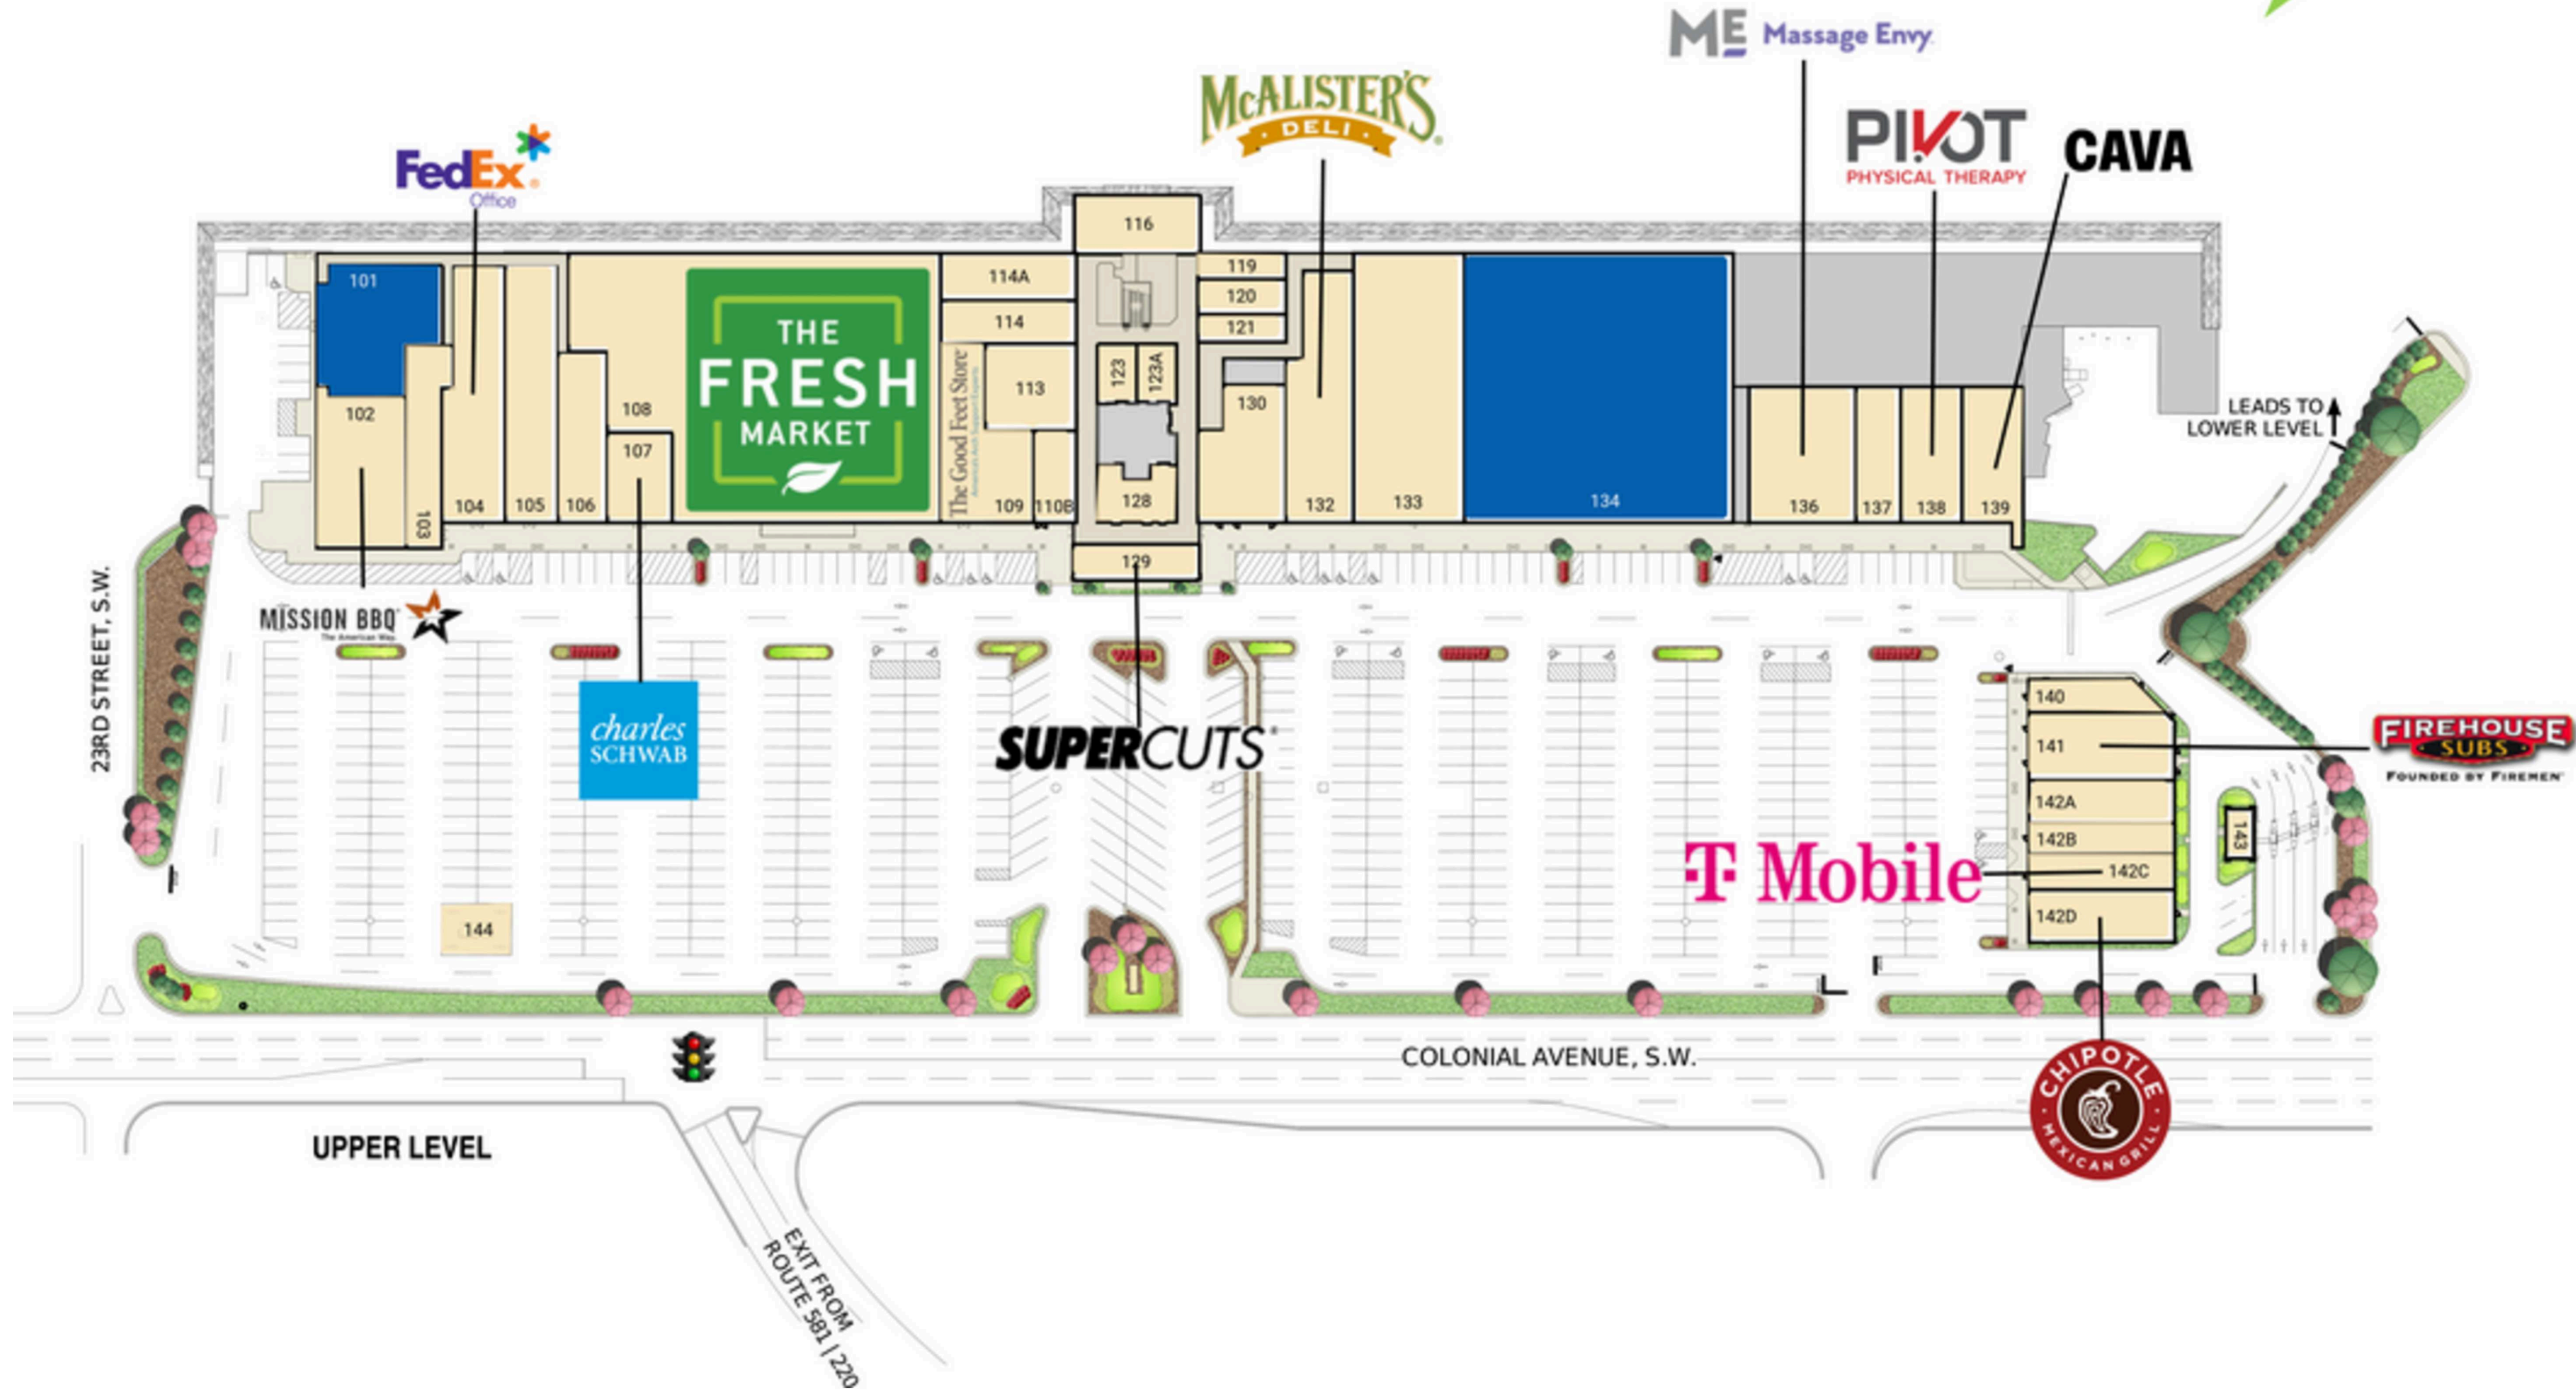 ME Massage Envy
McALISTER'S
DELI
PIVOT
PHYSICAL THERAPY
CAVA
FedEx
Office
116
101
114A
119
120
114
121
THE
FRESH
MARKET
The Good Feet Store
113
123
123A
102
108
130
107
LEADS TO
LOWER LEVEL
103
104
105
106
109
110B
128
132
133
134
136
137
138
139
129
MISSION BBQ
The American Way.
23RD STREET, S.W.
charles
SCHWAB
SUPERCUTS
140
141
FIREHOUSE
SUBS
FOUNDED BY FIREMEN
142A
142B
143
T Mobile
142C
142D
144
COLONIAL AVENUE, S.W.
CHIPOTLE
MEXICAN GRILL
UPPER LEVEL
EXIT FROM
ROUTE 581 | 220